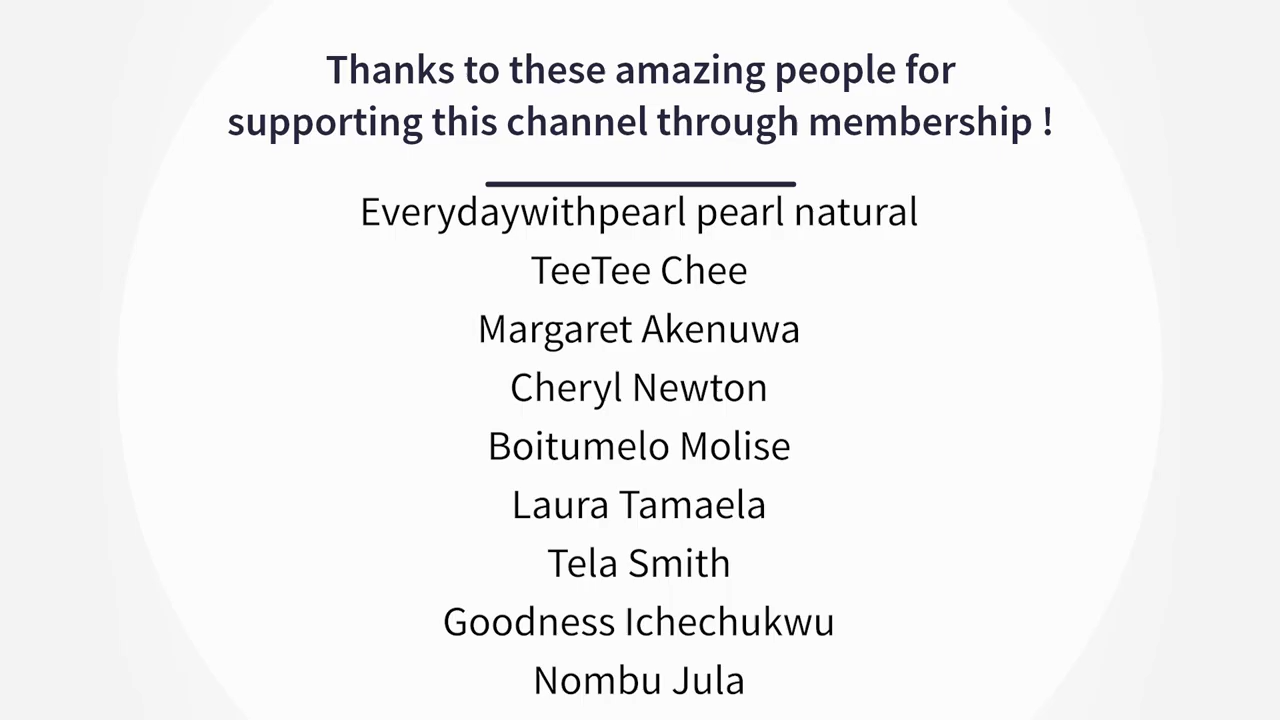 Thanks to these amazing people for
supporting this channel through membership !
Everydaywithpearl pearl natural
TeeTee Chee
Margaret Akenuwa
Cheryl Newton
Boitumelo Molise
Laura Tamaela
Tela Smith
Goodness Ichechukwu
Nombu Jula